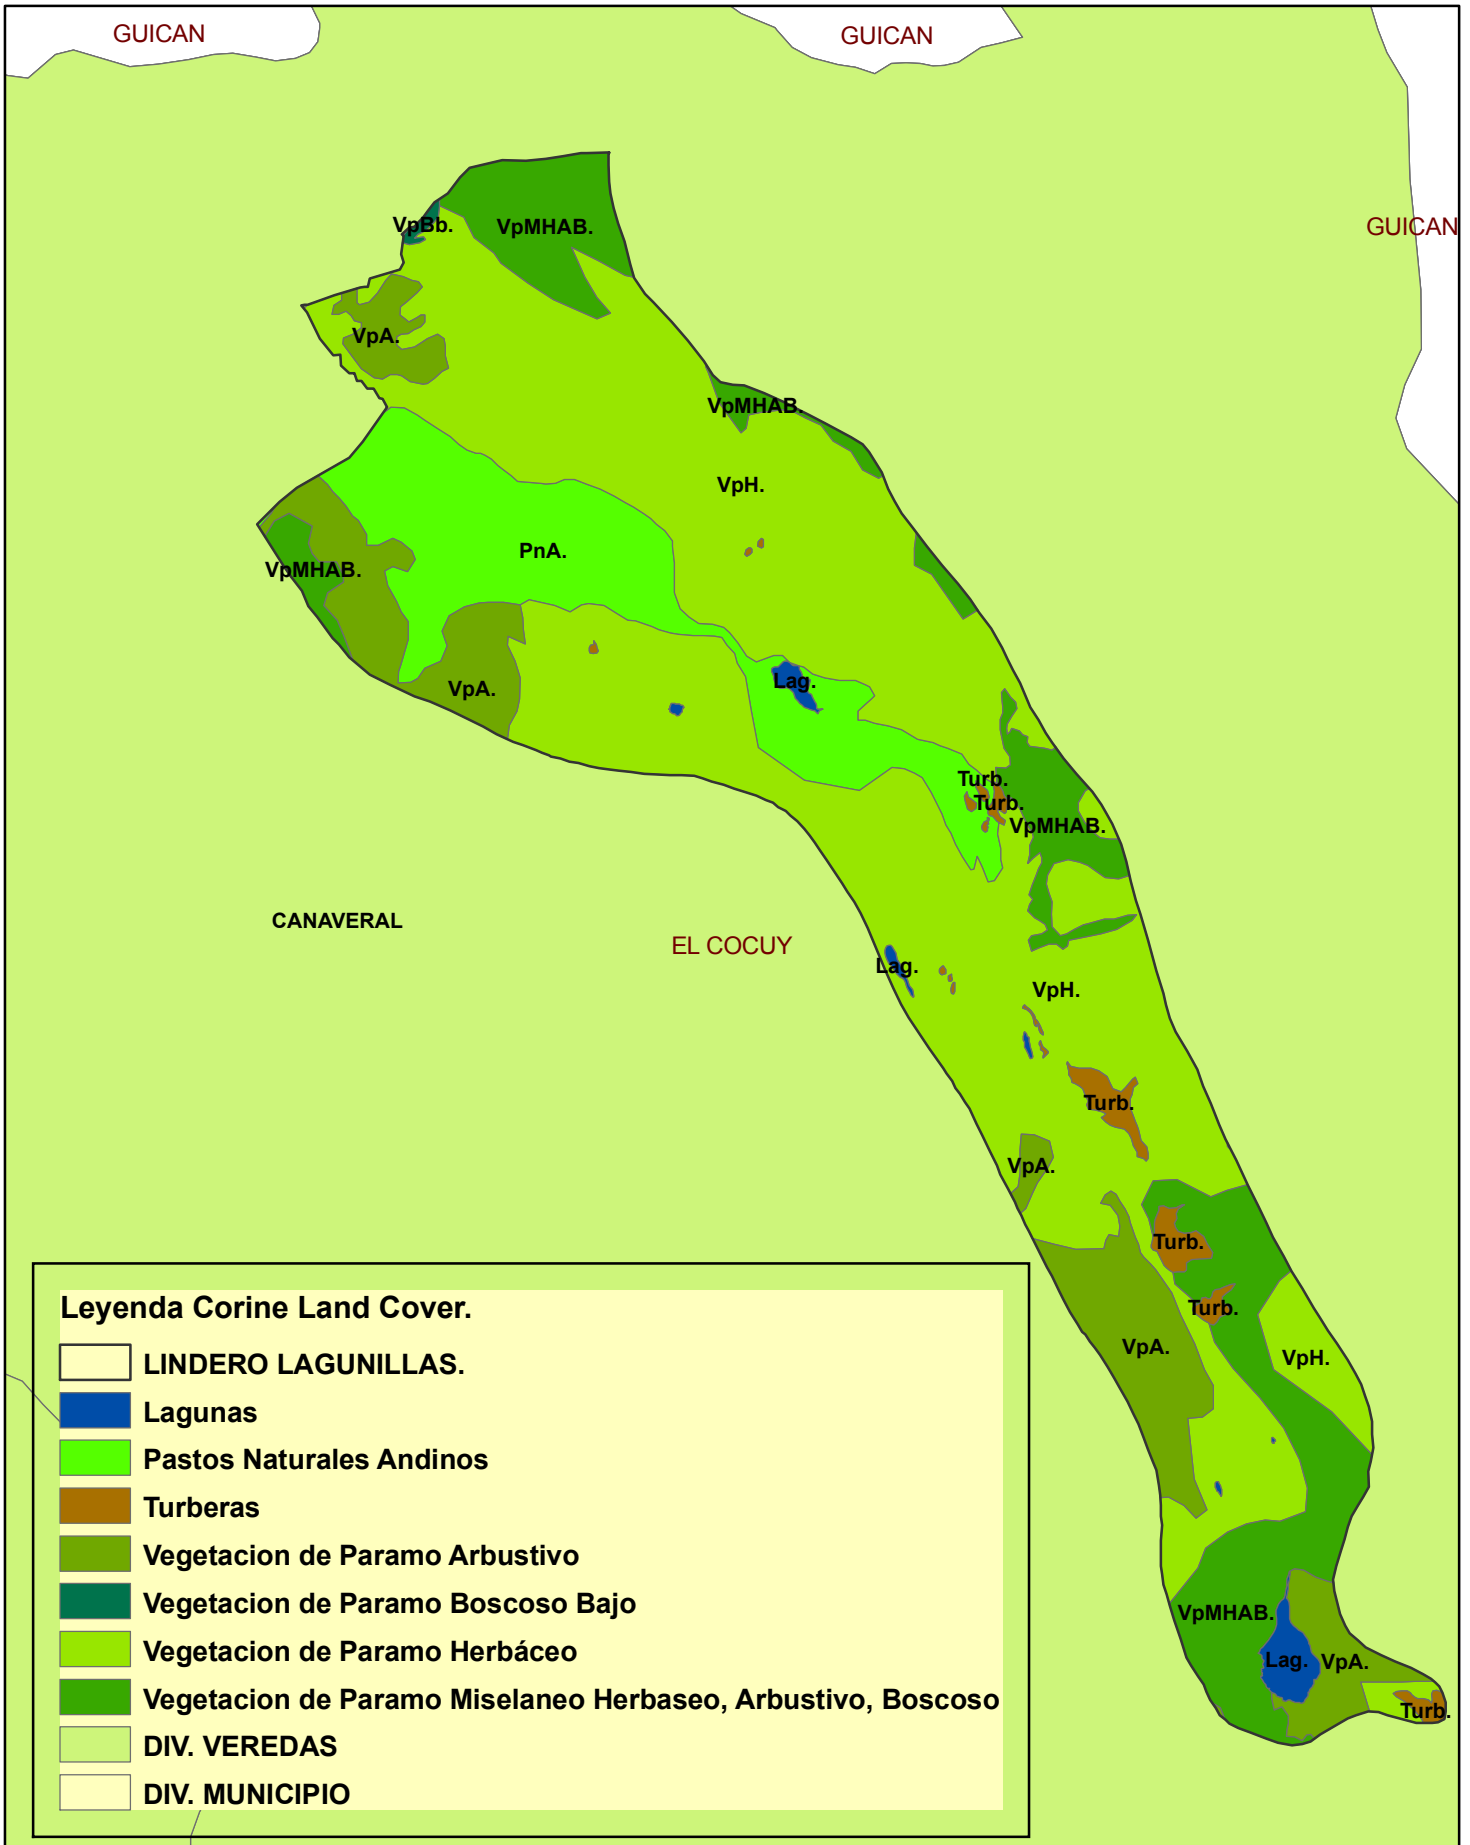 GUICAN
GUICAN
GUICAN
VpBb.
VpMHAB.
VpA.
VpMHAB.
VpH.
PnA.
VpMHAB.
VpA.
Lag.
Turb.
Turb.
VpMHAB.
CANAVERAL
EL COCUY
Lag.
VpH.
Turb.
VpA.
Turb.
Turb.
VpA.
VpH.
VpMHAB.
Lag.
VpA.
Turb.
Leyenda Corine Land Cover.
LINDERO LAGUNILLAS.
Lagunas
Pastos Naturales Andinos
Turberas
Vegetacion de Paramo Arbustivo
Vegetacion de Paramo Boscoso Bajo
Vegetacion de Paramo Herbáceo
Vegetacion de Paramo Miselaneo Herbaseo, Arbustivo, Boscoso
DIV. VEREDAS
DIV. MUNICIPIO